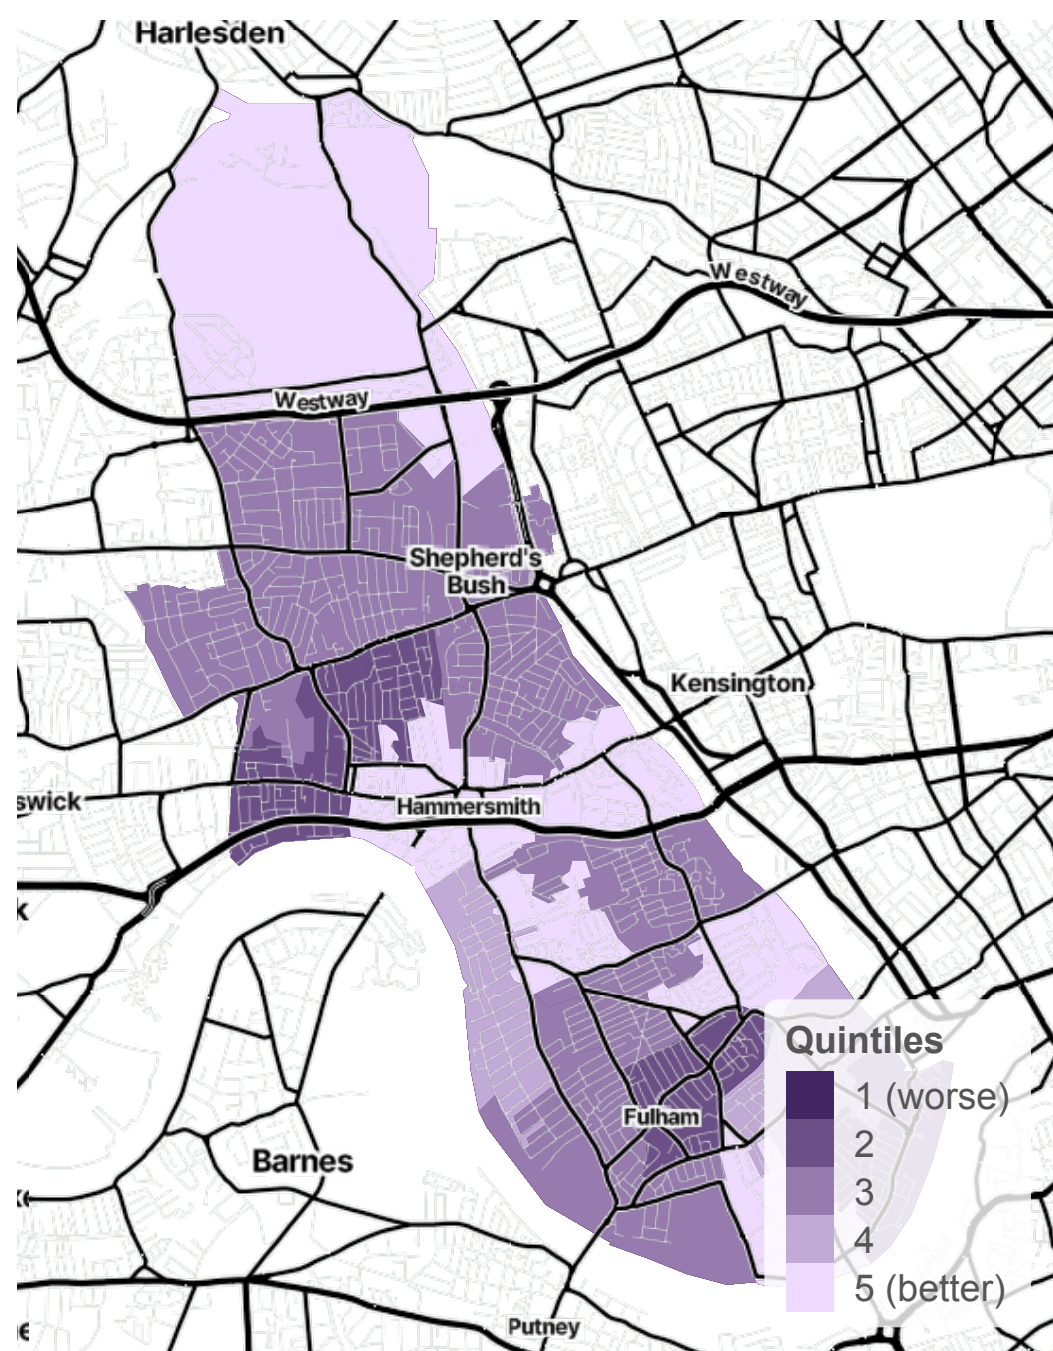 Harlesden
Westway
Westway
Shepherd's
Bush
Kensington
swick
Hammersmith
k
Quintiles
1 (worse)
2
3
4
5 (better)
Fulham
Barnes
Putney